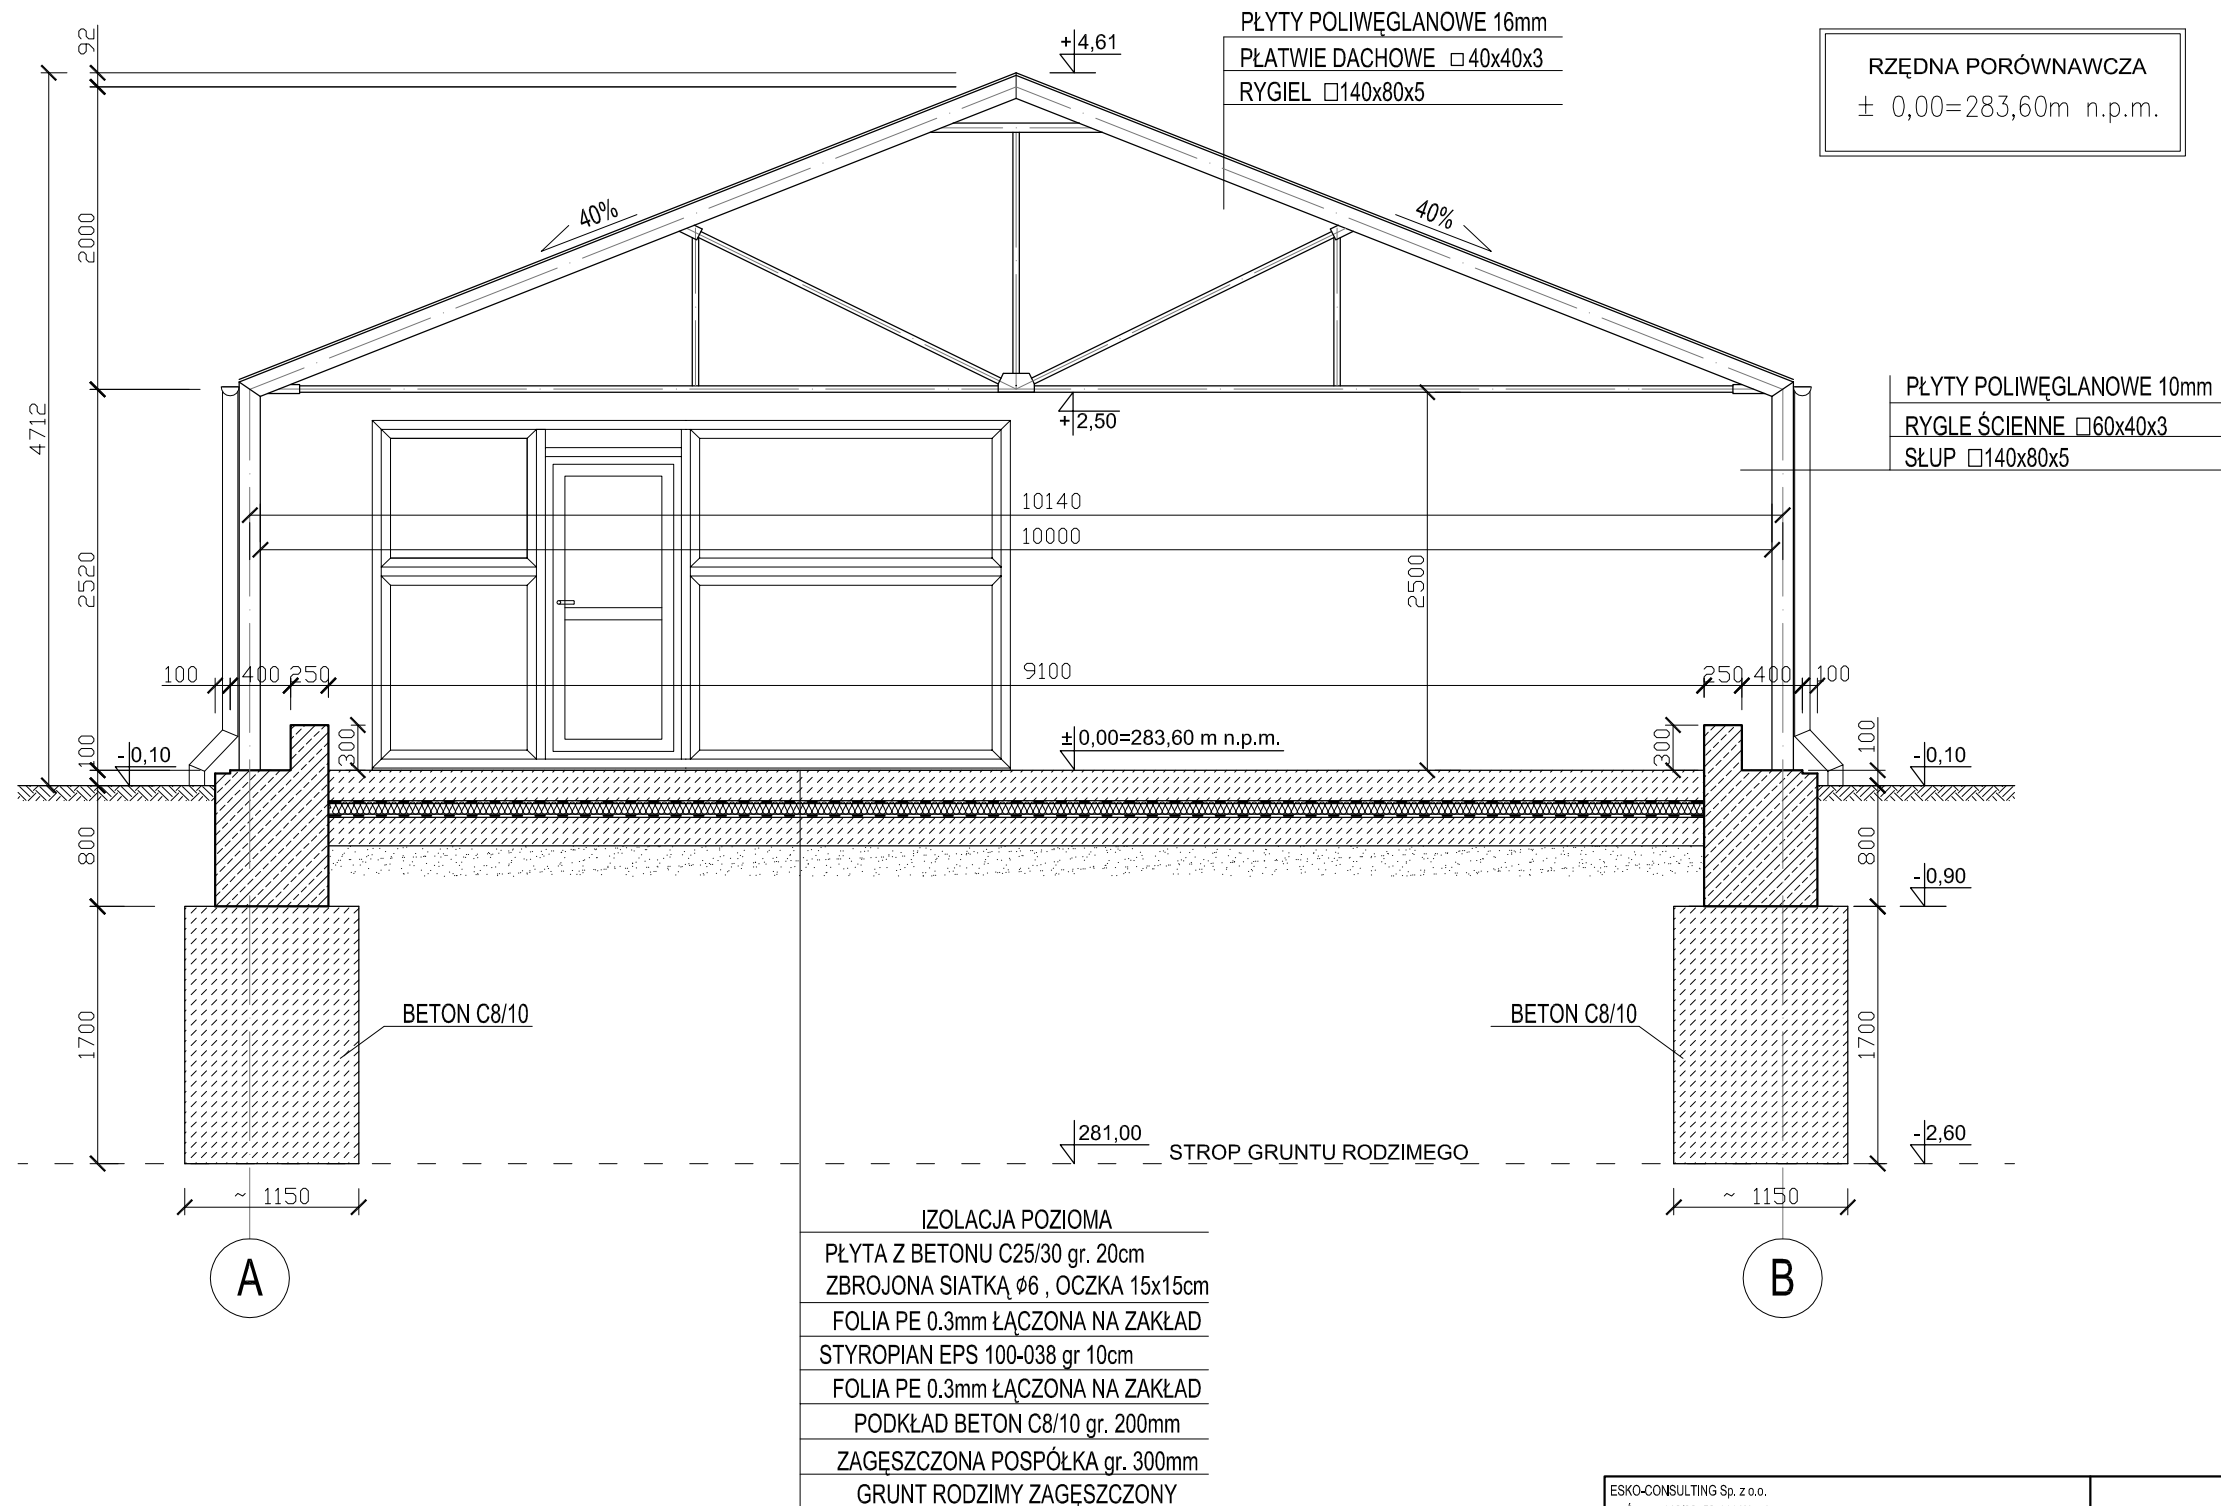 PŁYTY POLIWĘGLANOWE 16mm
PŁATWIE DACHOWE □ 40x40x3
RYGIEL □140x80x5
RZĘDNA PORÓWNAWCZA
± 0,00=283,60m n.p.m.
92
+4,61
2000
40%
40%
4712
+2,50
PŁYTY POLIWĘGLANOWE 10mm
RYGLE ŚCIENNE □60x40x3
SŁUP □140x80x5
10140
10000
2520
2500
100 400 250
9100
250 400 100
100
-0,10
300
±0,00=283,60 m n.p.m.
300
100
-0,10
800
800
-0,90
1700
BETON C8/10
BETON C8/10
1700
281,00
STROP GRUNTU RODZIMEGO
-2,60
~ 1150
~ 1150
A
B
IZOLACJA POZIOMA
PŁYTA Z BETONU C25/30 gr. 20cm
ZBROJONA SIATKĄ ø6 , OCZKA 15x15cm
FOLIA PE 0.3mm ŁĄCZONA NA ZAKŁAD
STYROPIAN EPS 100-038 gr 10cm
FOLIA PE 0.3mm ŁĄCZONA NA ZAKŁAD
PODKŁAD BETON C8/10 gr. 200mm
ZAGĘSZCZONA POSPÓŁKA gr. 300mm
GRUNT RODZIMY ZAGĘSZCZONY
ESKO-CONSULTING Sp. z o.o.